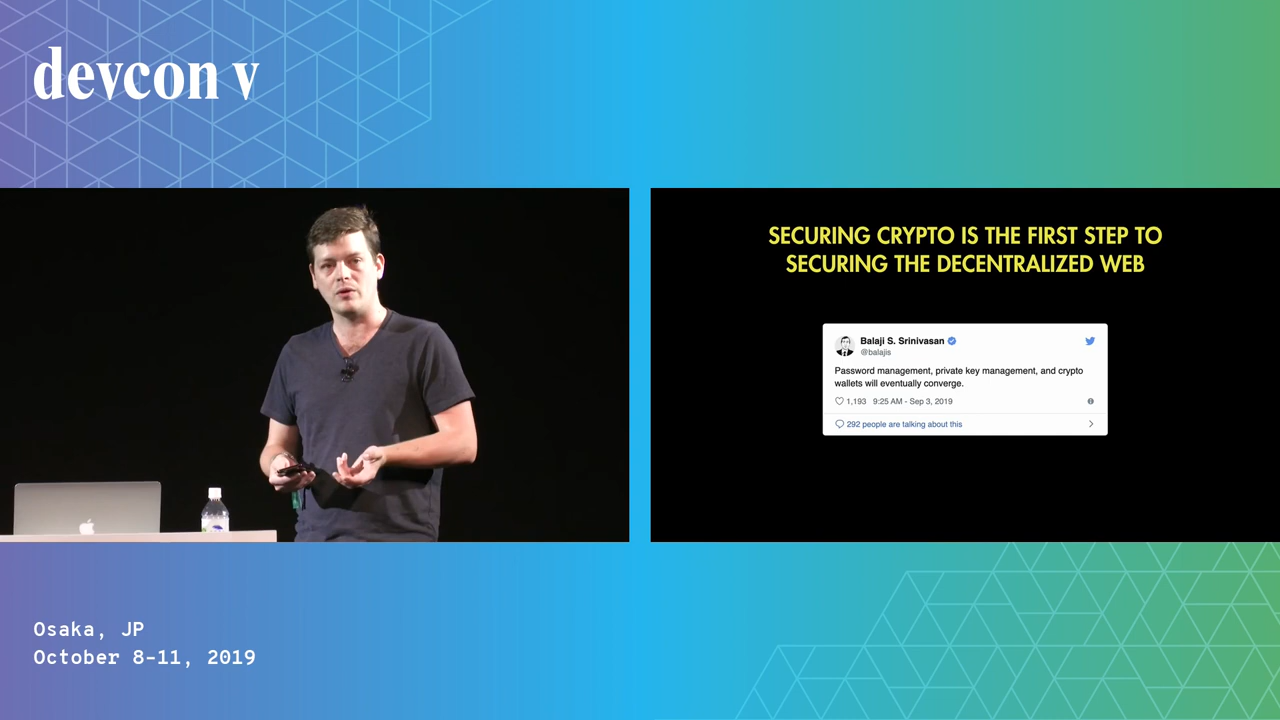 devcon v
SECURING CRYPTO IS THE FIRST STEP TO
SECURING THE DECENTRALIZED WEB
Balaji S. Srinivasan
@balajis
Password management, private key management, and crypto
wallets will eventually converge.
1,193 9:25 AM - Sep 3, 2019
292 people are talking about this
Osaka, JP
October 8-11, 2019